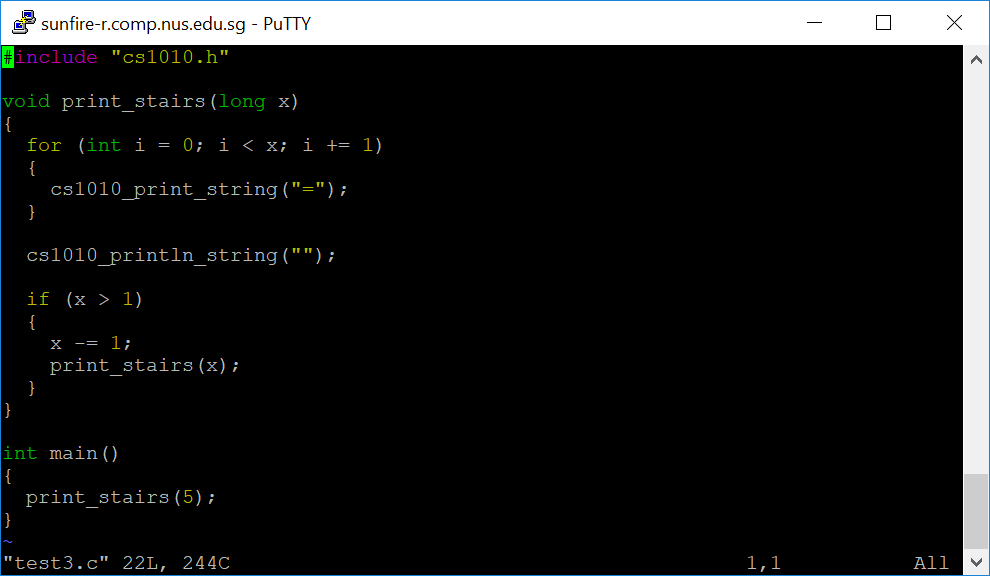 sunfire-r.comp.nus.edu.sg - PuTTY
#include "cs1010.h"

void print_stairs(long x)
{
  for (int i = 0; i < x; i += 1)
  {
    cs1010_print_string("=");
  }

  cs1010_println_string("");

  if (x > 1)
  {
    x -= 1;
    print_stairs(x);
  }
}

int main()
{
  print_stairs(5);
}
~
"test3.c" 22L, 244C 1,1 All